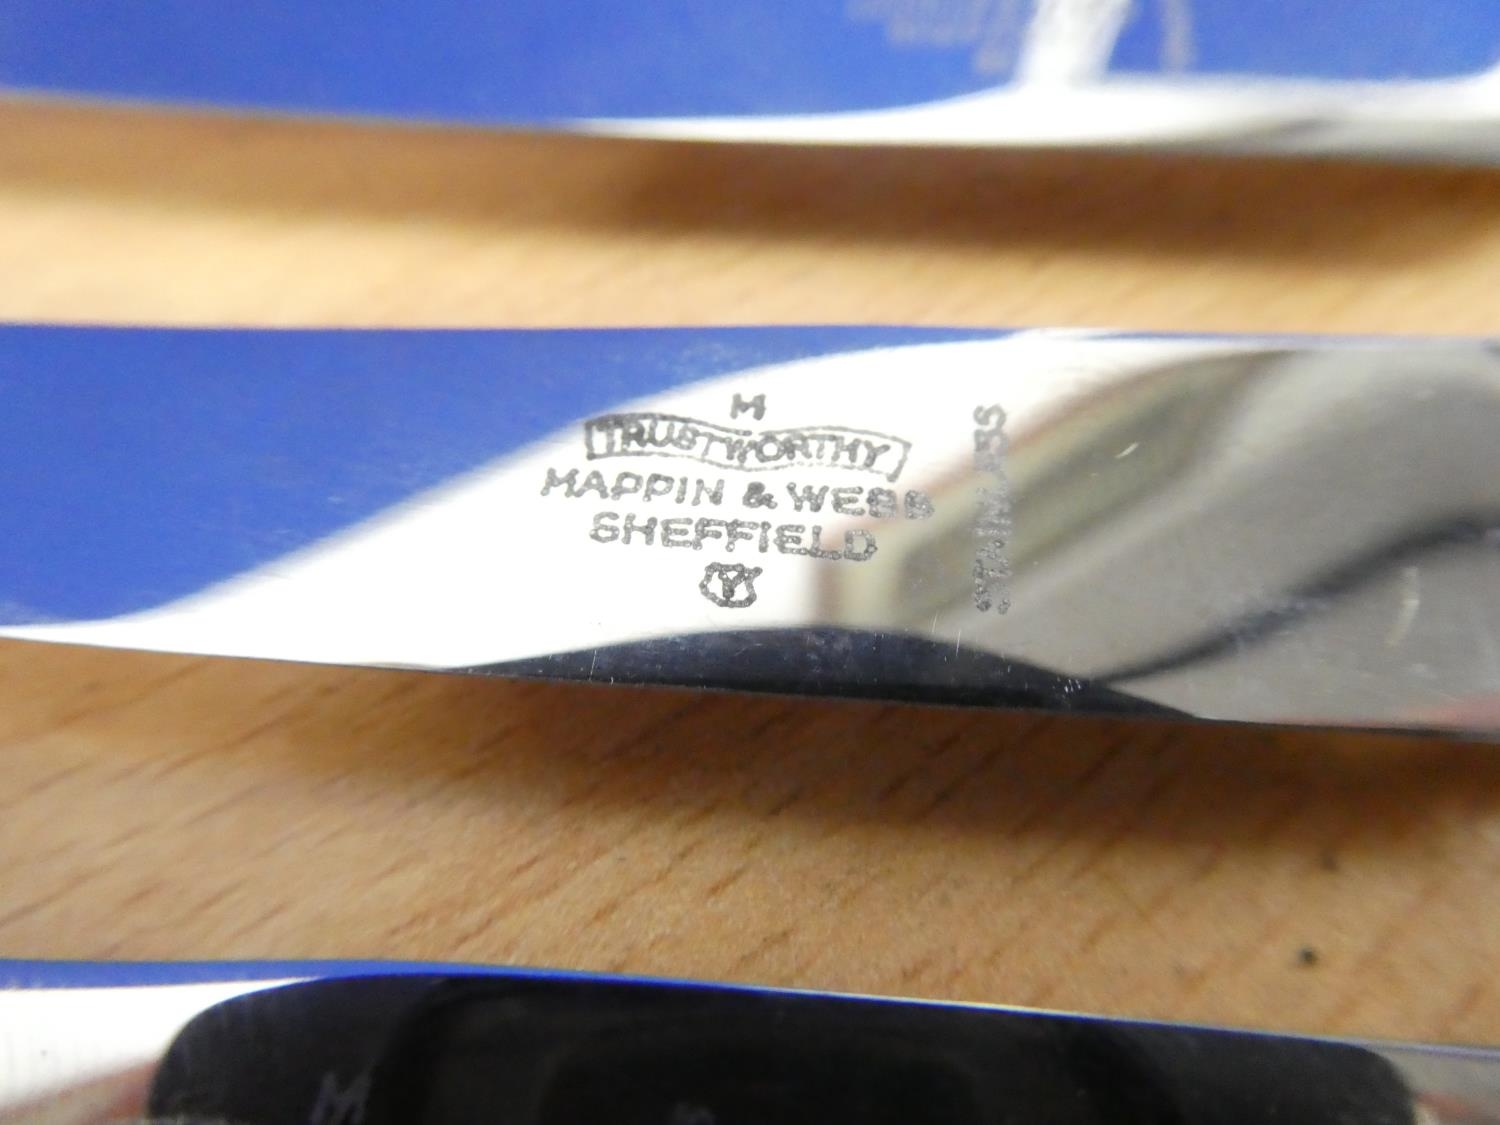 M
TRUSTWORTHY
MAPPIN & WEBB
SHEFFIELD
Y
STAINLESS
M